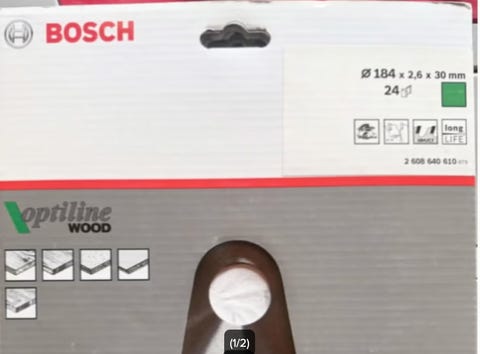 BOSCH
Ø 184 x 2,6 x 30 mm
24
long
LIFE
2 608 640 610
optiline
WOOD
(1/2)